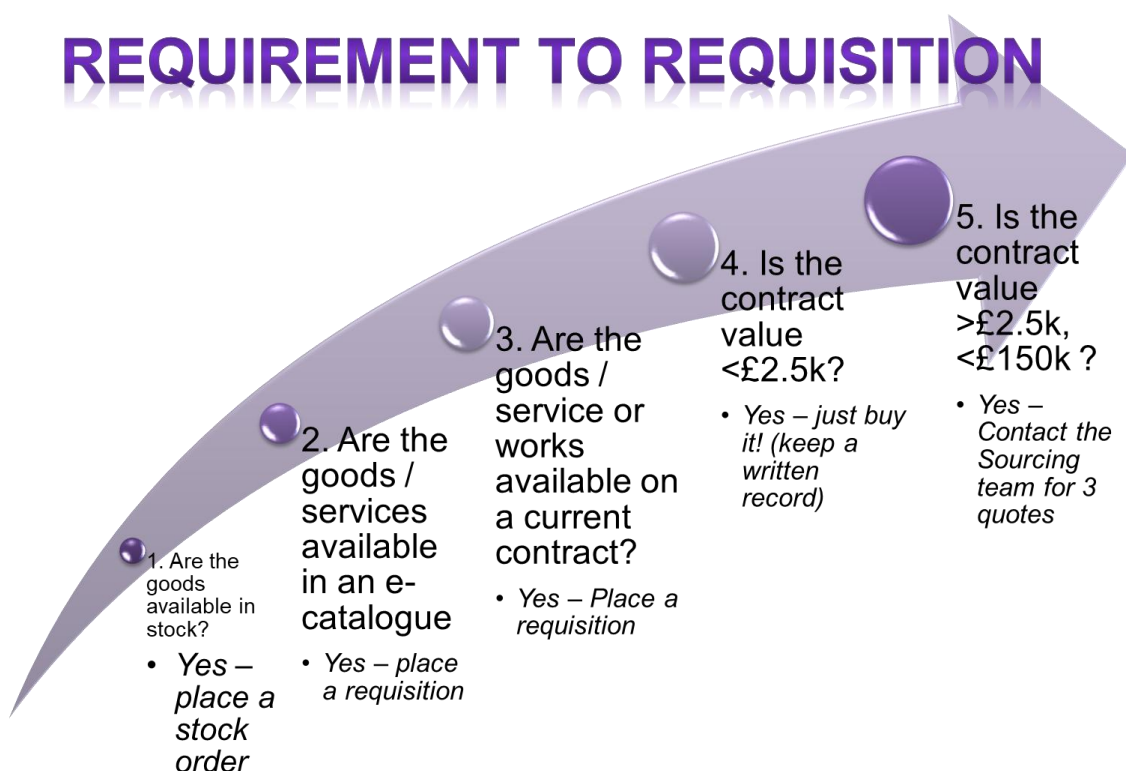 REQUIREMENT TO REQUISITION
1. Are the
goods
available in
stock?
• Yes –
place a
stock
order
2. Are the
goods /
services
available
in an e-
catalogue
• Yes – place
a requisition
3. Are the
goods /
service or
works
available on
a current
contract?
• Yes – Place a
requisition
4. Is the
contract
value
<£2.5k?
• Yes – just buy
it! (keep a
written
record)
5. Is the
contract
value
>£2.5k,
<£150k ?
• Yes –
Contact the
Sourcing
team for 3
quotes